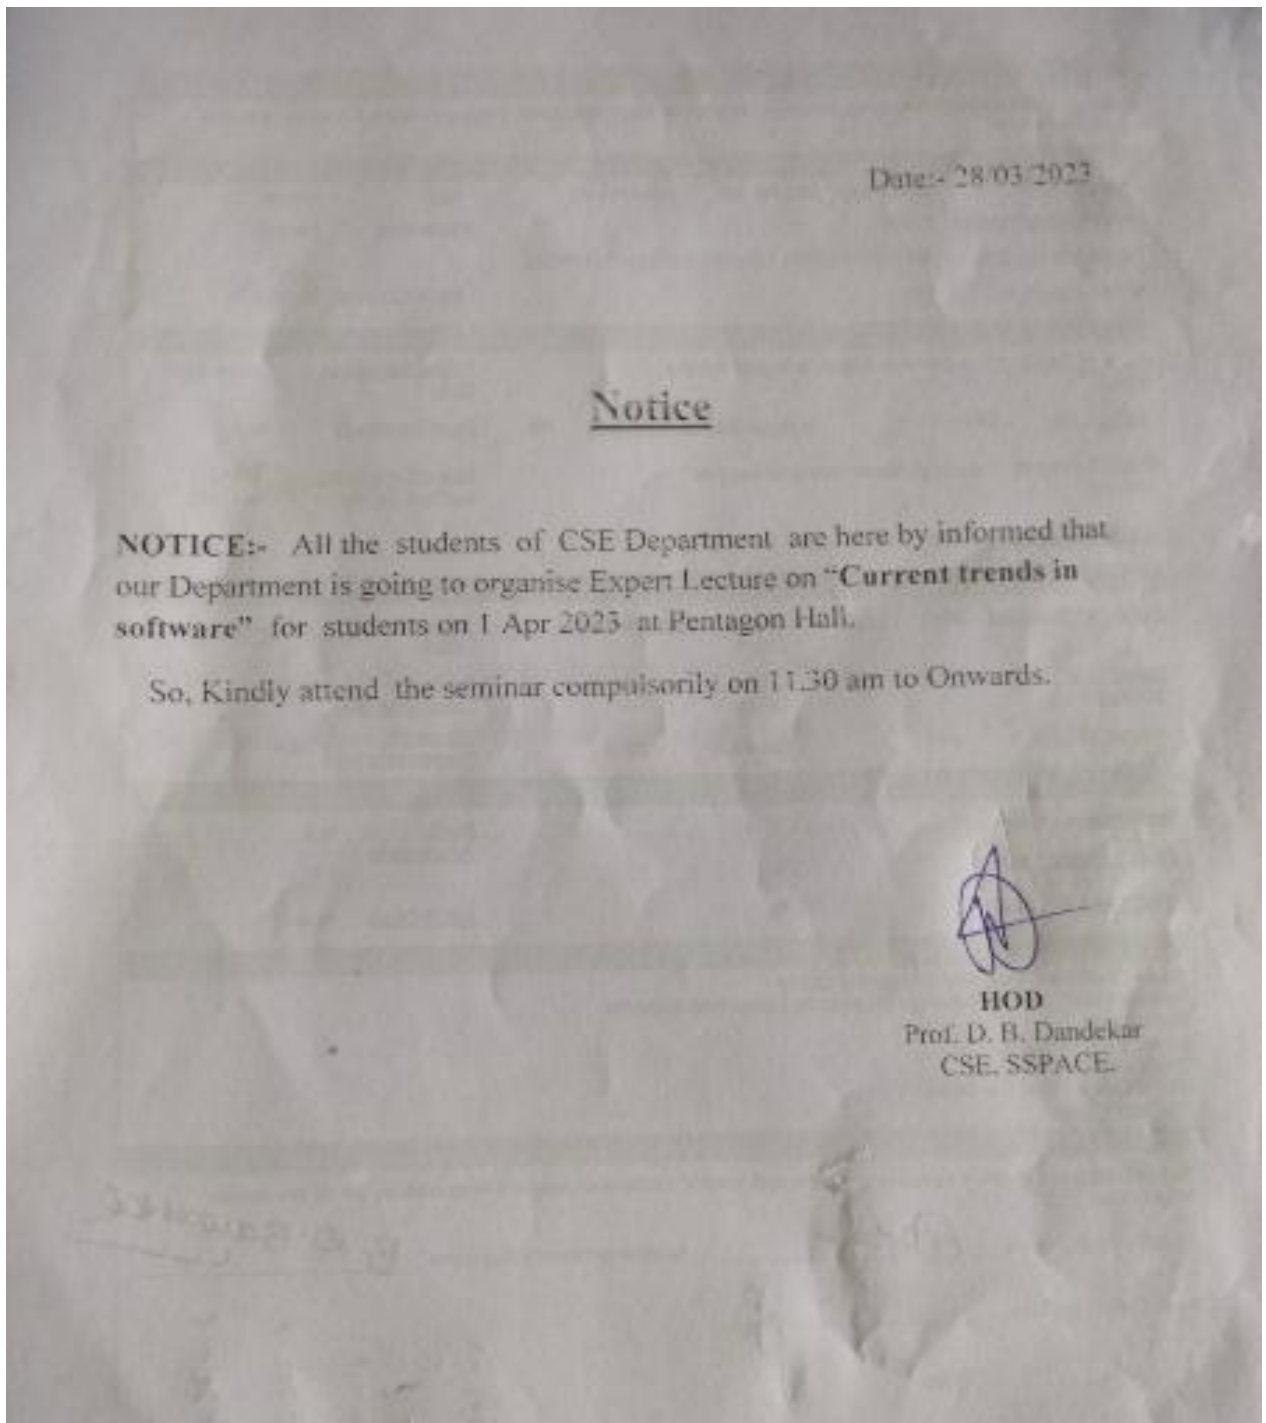 Date:- 28/03/2023
Notice
NOTICE:- All the students of CSE Department are here by informed that
our Department is going to organise Expert Lecture on “Current trends in
software” for students on 1 Apr 2023 at Pentagon Hall.
So, Kindly attend the seminar compulsorily on 11.30 am to Onwards.
HOD
Prof. D. B. Dandekar
CSE, SSPACE.